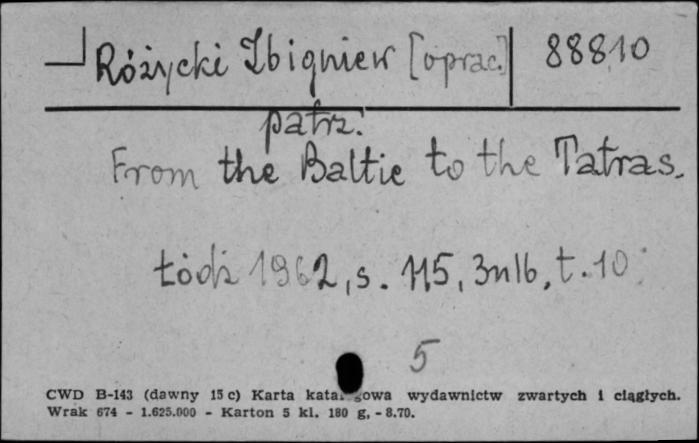 Różycki Zbigniew [oprac.] 88810
patrz:
From the Baltic to the Tatras.
Łódź 1962, s. 115, 3nlb, t. 10.
5
CWD B-143 (dawny 15 c) Karta katalogowa wydawnictw zwartych i ciągłych.
Wrak 674 - 1.625.000 - Karton 5 kl. 180 g, - 8.70.